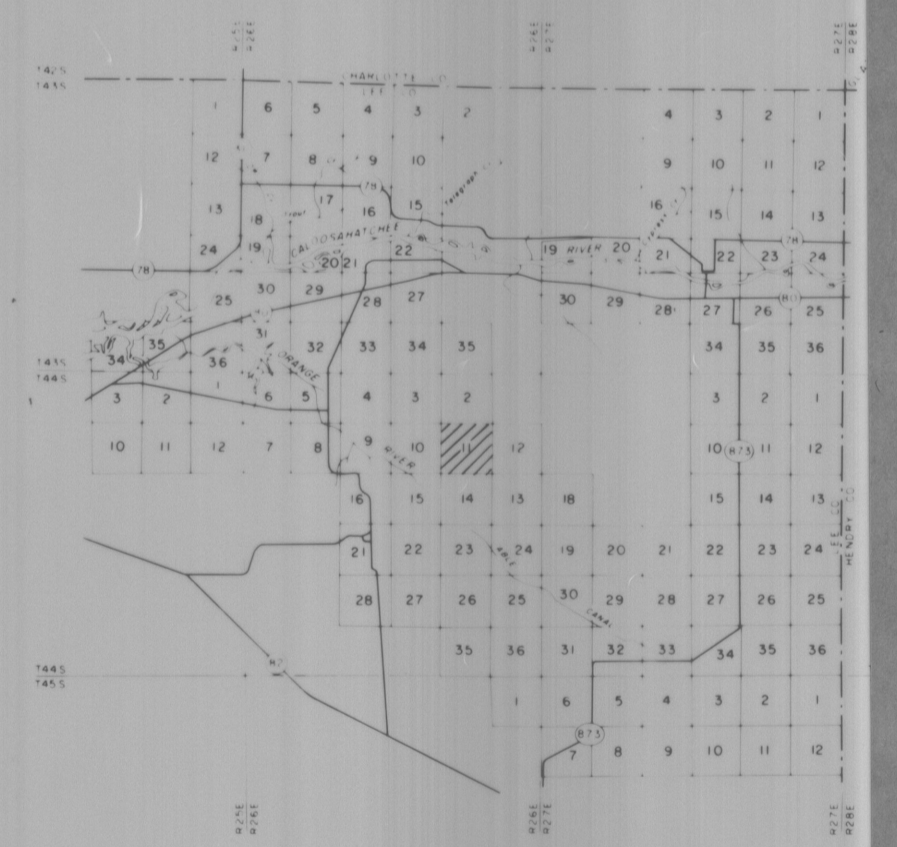 R25E R26E R26E R27E R27E R28E
T42S
T43S
CHARLOTTE CO
LEE CO
1 6 5 4 3 2 4 3 2 1
12 7 8 9 10 9 10 11 12
Telegraph
78
17
13 18 16 15 16 15 14 13
CALOOSAHATCHEE
24 19 22 19 RIVER 20 21 22 23 78 24
78 20 21
25 30 29 28 27 30 29 28 27 80 26 25
31
35 32 33 34 35 34 35 36
34 36
ORANGE
T43S
T44S
3 2 1 6 5 4 3 2 3 2 1
10 11 12 7 8 9 10 11 12 10 873 11 12
RIVER
16 15 14 13 18 15 14 13
LEE CO
HENDRY CO
21 22 23 24 19 20 21 22 23 24
ABLE
28 27 26 25 30 29 28 27 26 25
CANAL
35 36 31 32 33 34 35 36
82
T44S
T45S
1 6 5 4 3 2 1
873
7 8 9 10 11 12
R25E R26E R26E R27E R27E R28E